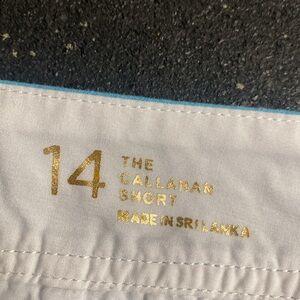 14
THE
CALLAHAN
SHORT
MADE IN SRI LANKA